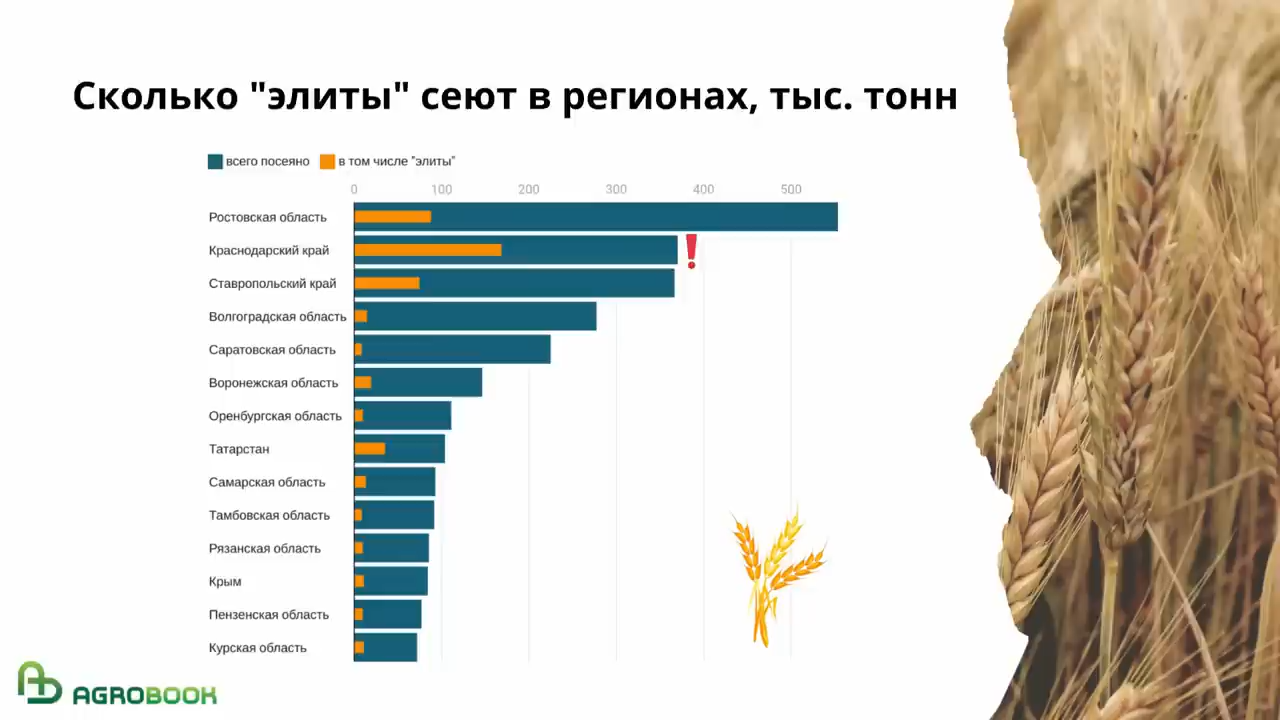 Сколько "элиты" сеют в регионах, тыс. тонн
всего посеяно в том числе "элиты"
0 100 200 300 400 500
Ростовская область
Краснодарский край
Ставропольский край
Волгоградская область
Саратовская область
Воронежская область
Оренбургская область
Татарстан
Самарская область
Тамбовская область
Рязанская область
Крым
Пензенская область
Курская область
AGROBOOK